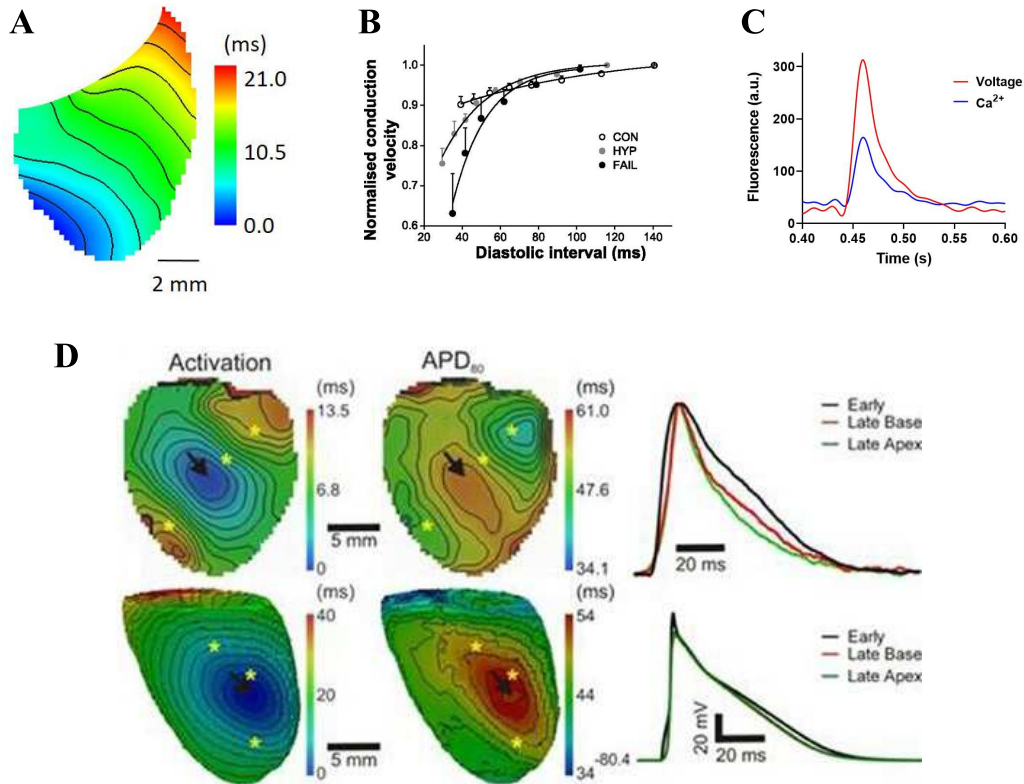 A
(ms)
21.0
10.5
0.0
2 mm
B
Normalised conduction
velocity
1.0
0.9
0.8
0.7
0.6
CON
HYP
FAIL
20 40 60 80 100 120 140
Diastolic interval (ms)
C
Fluorescence (a.u.)
300
200
100
0
Voltage
Ca²⁺
0.40 0.45 0.50 0.55 0.60
Time (s)
D
Activation
(ms)
13.5
6.8
0
5 mm
APD₈₀
(ms)
61.0
47.6
34.1
Early
Late Base
Late Apex
20 ms
(ms)
40
20
0
5 mm
(ms)
54
44
34
-80.4
Early
Late Base
Late Apex
20 mV
20 ms